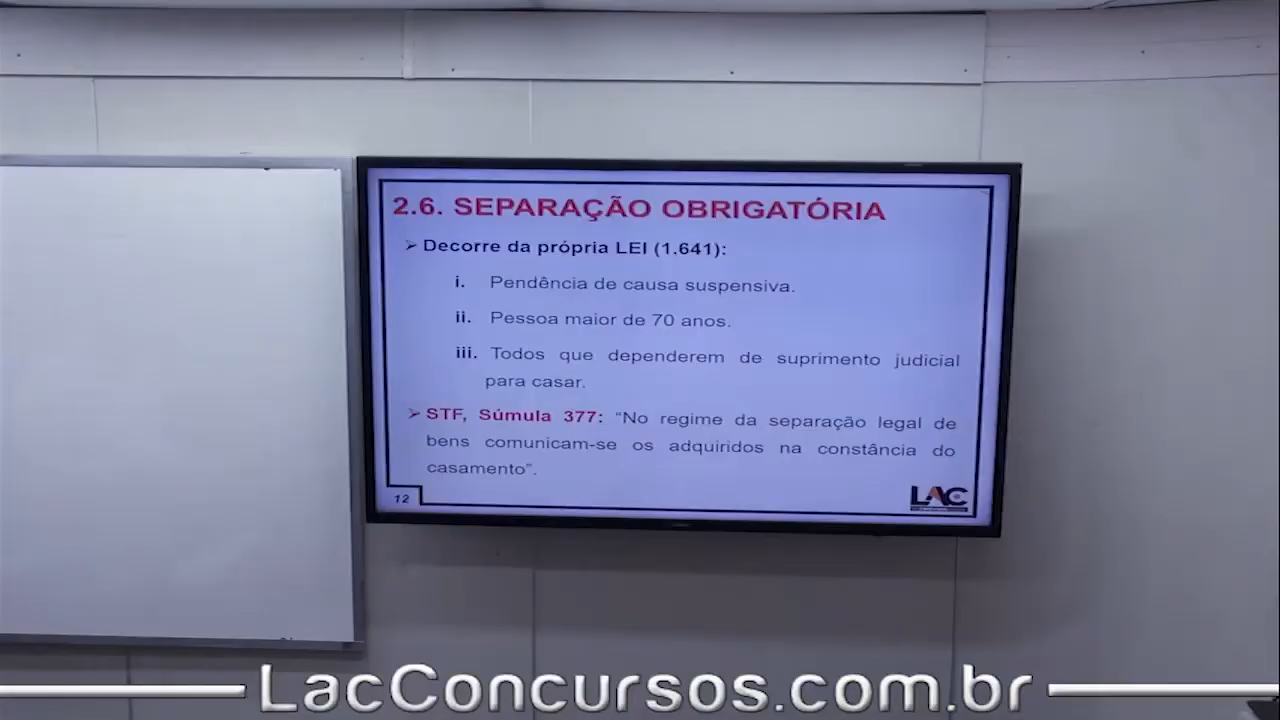 2.6. SEPARAÇÃO OBRIGATÓRIA
➢ Decorre da própria LEI (1.641):
i. Pendência de causa suspensiva.
ii. Pessoa maior de 70 anos.
iii. Todos que dependerem de suprimento judicial
para casar.
➢ STF, Súmula 377: “No regime da separação legal de
bens comunicam-se os adquiridos na constância do
casamento”.
12
LAC
LacConcursos.com.br